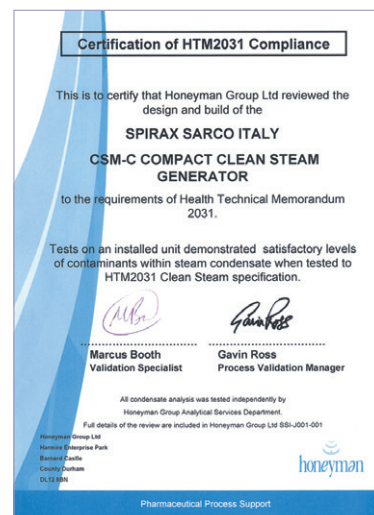 Certification of HTM2031 Compliance
This is to certify that Honeyman Group Ltd reviewed the
design and build of the
SPIRAX SARCO ITALY
CSM-C COMPACT CLEAN STEAM
GENERATOR
to the requirements of Health Technical Memorandum
2031.
Tests on an installed unit demonstrated satisfactory levels
of contaminants within steam condensate when tested to
HTM2031 Clean Steam specification.
Gavin Ross
Marcus Booth Gavin Ross
Validation Specialist Process Validation Manager
All condensate analysis was tested independently by
Honeyman Group Analytical Services Department.
Full details of the review are included in Honeyman Group Ltd SSI-J001-001
Honeyman Group Ltd
Harmire Enterprise Park
Barnard Castle
County Durham
DL12 8BN
honeyman
Pharmaceutical Process Support